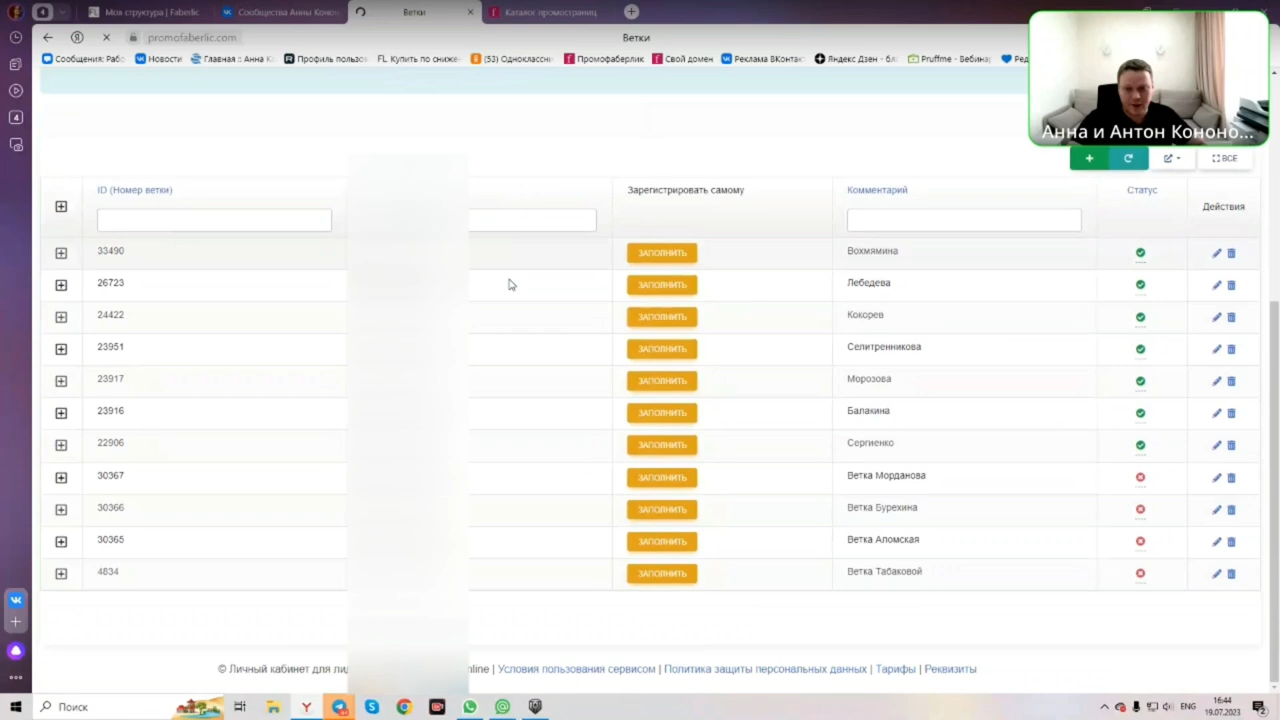 Моя структура | Faberlic
Сообщества Анны Конон
Ветки
Каталог промостраниц
promofaberlic.com
Ветки
Сообщения: Рабо
Новости
Главная :: Анна К
Профиль пользо
FL Купить по сниже
(53) Одноклассн
Промофаберлик
Свой домен
Реклама ВКонтак
Яндекс Дзен - бл
Pruffme - Вебинар
Анна и Антон Кононо...
ВСЕ
ID (Номер ветки)
Зарегистрировать самому
Комментарий
Статус
Действия
33490 ЗАПОЛНИТЬ Вохмямина
26723 ЗАПОЛНИТЬ Лебедева
24422 ЗАПОЛНИТЬ Кокорев
23951 ЗАПОЛНИТЬ Селитренникова
23917 ЗАПОЛНИТЬ Морозова
23916 ЗАПОЛНИТЬ Балакина
22906 ЗАПОЛНИТЬ Сергиенко
30367 ЗАПОЛНИТЬ Ветка Морданова
30366 ЗАПОЛНИТЬ Ветка Бурехина
30365 ЗАПОЛНИТЬ Ветка Аломская
4834 ЗАПОЛНИТЬ Ветка Табаковой
© Личный кабинет для лид nline | Условия пользования сервисом | Политика защиты персональных данных | Тарифы | Реквизиты
Поиск
ENG
16:44
19.07.2023